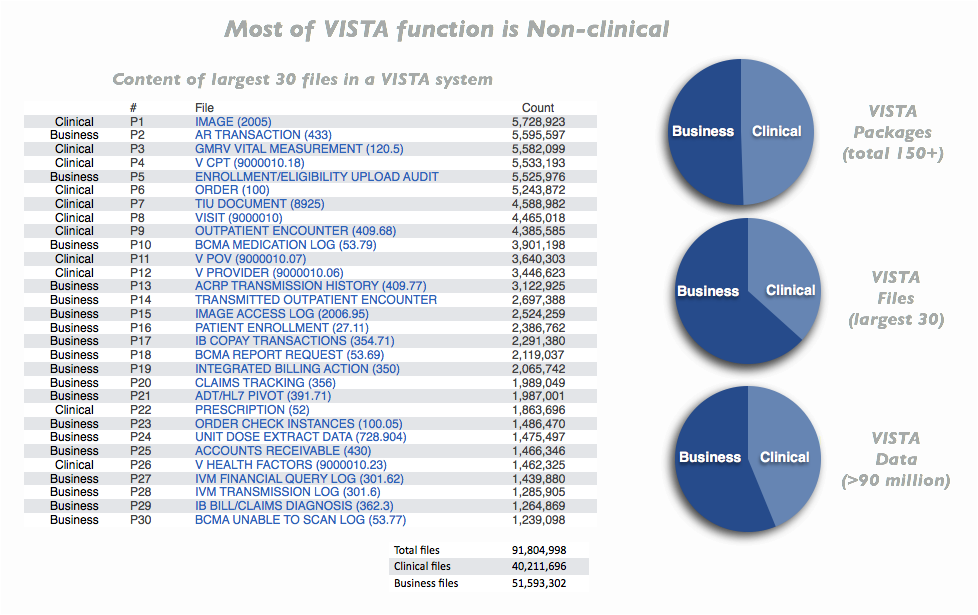 Most of VISTA function is Non-clinical
Content of largest 30 files in a VISTA system
# File Count
Clinical P1 IMAGE (2005) 5,728,923
Business P2 AR TRANSACTION (433) 5,595,597
Clinical P3 GMRV VITAL MEASUREMENT (120.5) 5,582,099
Clinical P4 V CPT (9000010.18) 5,533,193
Business P5 ENROLLMENT/ELIGIBILITY UPLOAD AUDIT 5,525,976
Clinical P6 ORDER (100) 5,243,872
Clinical P7 TIU DOCUMENT (8925) 4,588,982
Clinical P8 VISIT (9000010) 4,465,018
Clinical P9 OUTPATIENT ENCOUNTER (409.68) 4,385,585
Business P10 BCMA MEDICATION LOG (53.79) 3,901,198
Clinical P11 V POV (9000010.07) 3,640,303
Clinical P12 V PROVIDER (9000010.06) 3,446,623
Business P13 ACRP TRANSMISSION HISTORY (409.77) 3,122,925
Business P14 TRANSMITTED OUTPATIENT ENCOUNTER 2,697,388
Business P15 IMAGE ACCESS LOG (2006.95) 2,524,259
Business P16 PATIENT ENROLLMENT (27.11) 2,386,762
Business P17 IB COPAY TRANSACTIONS (354.71) 2,291,380
Business P18 BCMA REPORT REQUEST (53.69) 2,119,037
Business P19 INTEGRATED BILLING ACTION (350) 2,065,742
Business P20 CLAIMS TRACKING (356) 1,989,049
Business P21 ADT/HL7 PIVOT (391.71) 1,987,001
Clinical P22 PRESCRIPTION (52) 1,863,696
Business P23 ORDER CHECK INSTANCES (100.05) 1,486,470
Business P24 UNIT DOSE EXTRACT DATA (728.904) 1,475,497
Business P25 ACCOUNTS RECEIVABLE (430) 1,466,346
Clinical P26 V HEALTH FACTORS (9000010.23) 1,462,325
Business P27 IVM FINANCIAL QUERY LOG (301.62) 1,439,880
Business P28 IVM TRANSMISSION LOG (301.6) 1,285,905
Business P29 IB BILL/CLAIMS DIAGNOSIS (362.3) 1,264,869
Business P30 BCMA UNABLE TO SCAN LOG (53.77) 1,239,098
Total files 91,804,998
Clinical files 40,211,696
Business files 51,593,302
Business Clinical
VISTA
Packages
(total 150+)
Business Clinical
VISTA
Files
(largest 30)
Business Clinical
VISTA
Data
(>90 million)